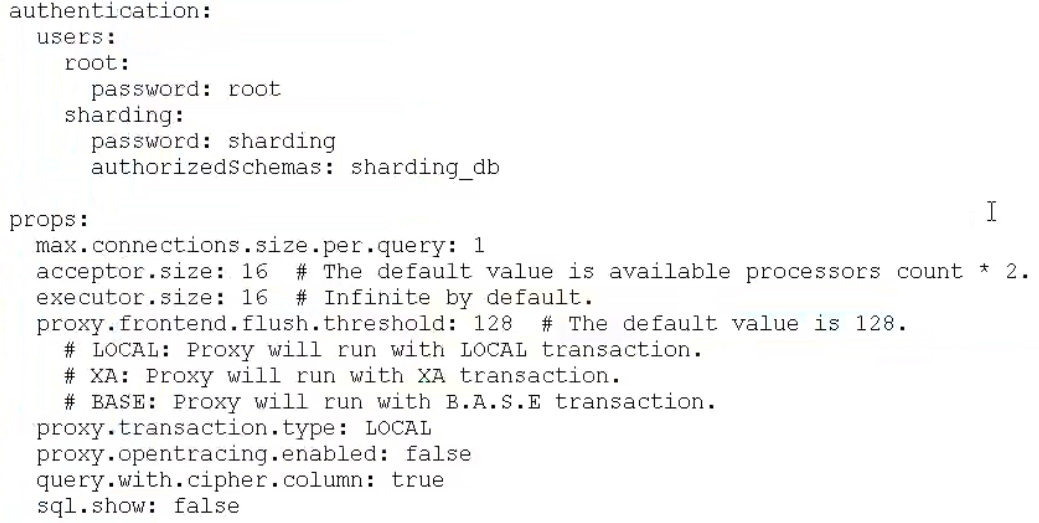 authentication:
  users:
    root:
      password: root
    sharding:
      password: sharding
      authorizedSchemas: sharding_db

props:
  max.connections.size.per.query: 1
  acceptor.size: 16  # The default value is available processors count * 2.
  executor.size: 16  # Infinite by default.
  proxy.frontend.flush.threshold: 128  # The default value is 128.
    # LOCAL: Proxy will run with LOCAL transaction.
    # XA: Proxy will run with XA transaction.
    # BASE: Proxy will run with B.A.S.E transaction.
  proxy.transaction.type: LOCAL
  proxy.opentracing.enabled: false
  query.with.cipher.column: true
  sql.show: false